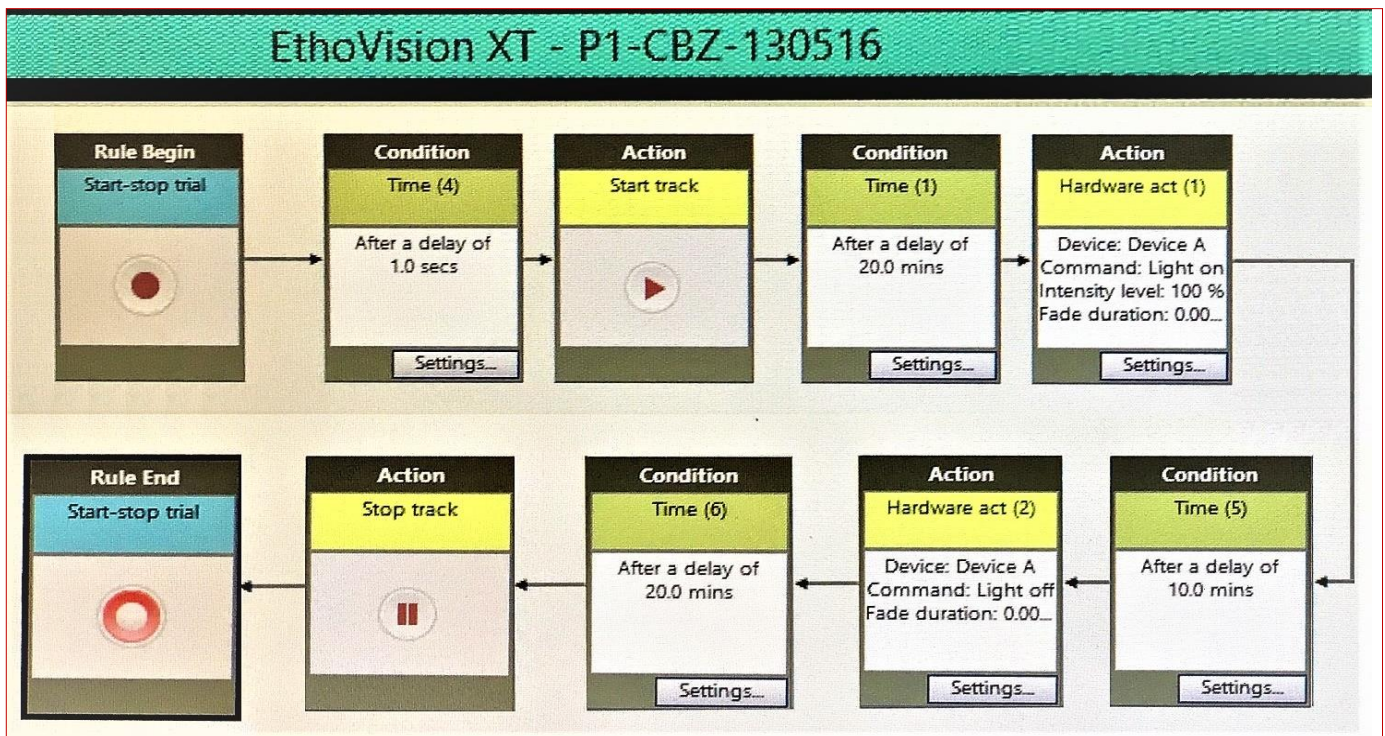 EthoVision XT - P1-CBZ-130516
Rule Begin
Start-stop trial
Condition
Time (4)
After a delay of
1.0 secs
Settings...
Action
Start track
Condition
Time (1)
After a delay of
20.0 mins
Settings...
Action
Hardware act (1)
Device: Device A
Command: Light on
Intensity level: 100 %
Fade duration: 0.00...
Settings...
Condition
Time (5)
After a delay of
10.0 mins
Settings...
Action
Hardware act (2)
Device: Device A
Command: Light off
Fade duration: 0.00...
Settings...
Condition
Time (6)
After a delay of
20.0 mins
Settings...
Action
Stop track
Rule End
Start-stop trial